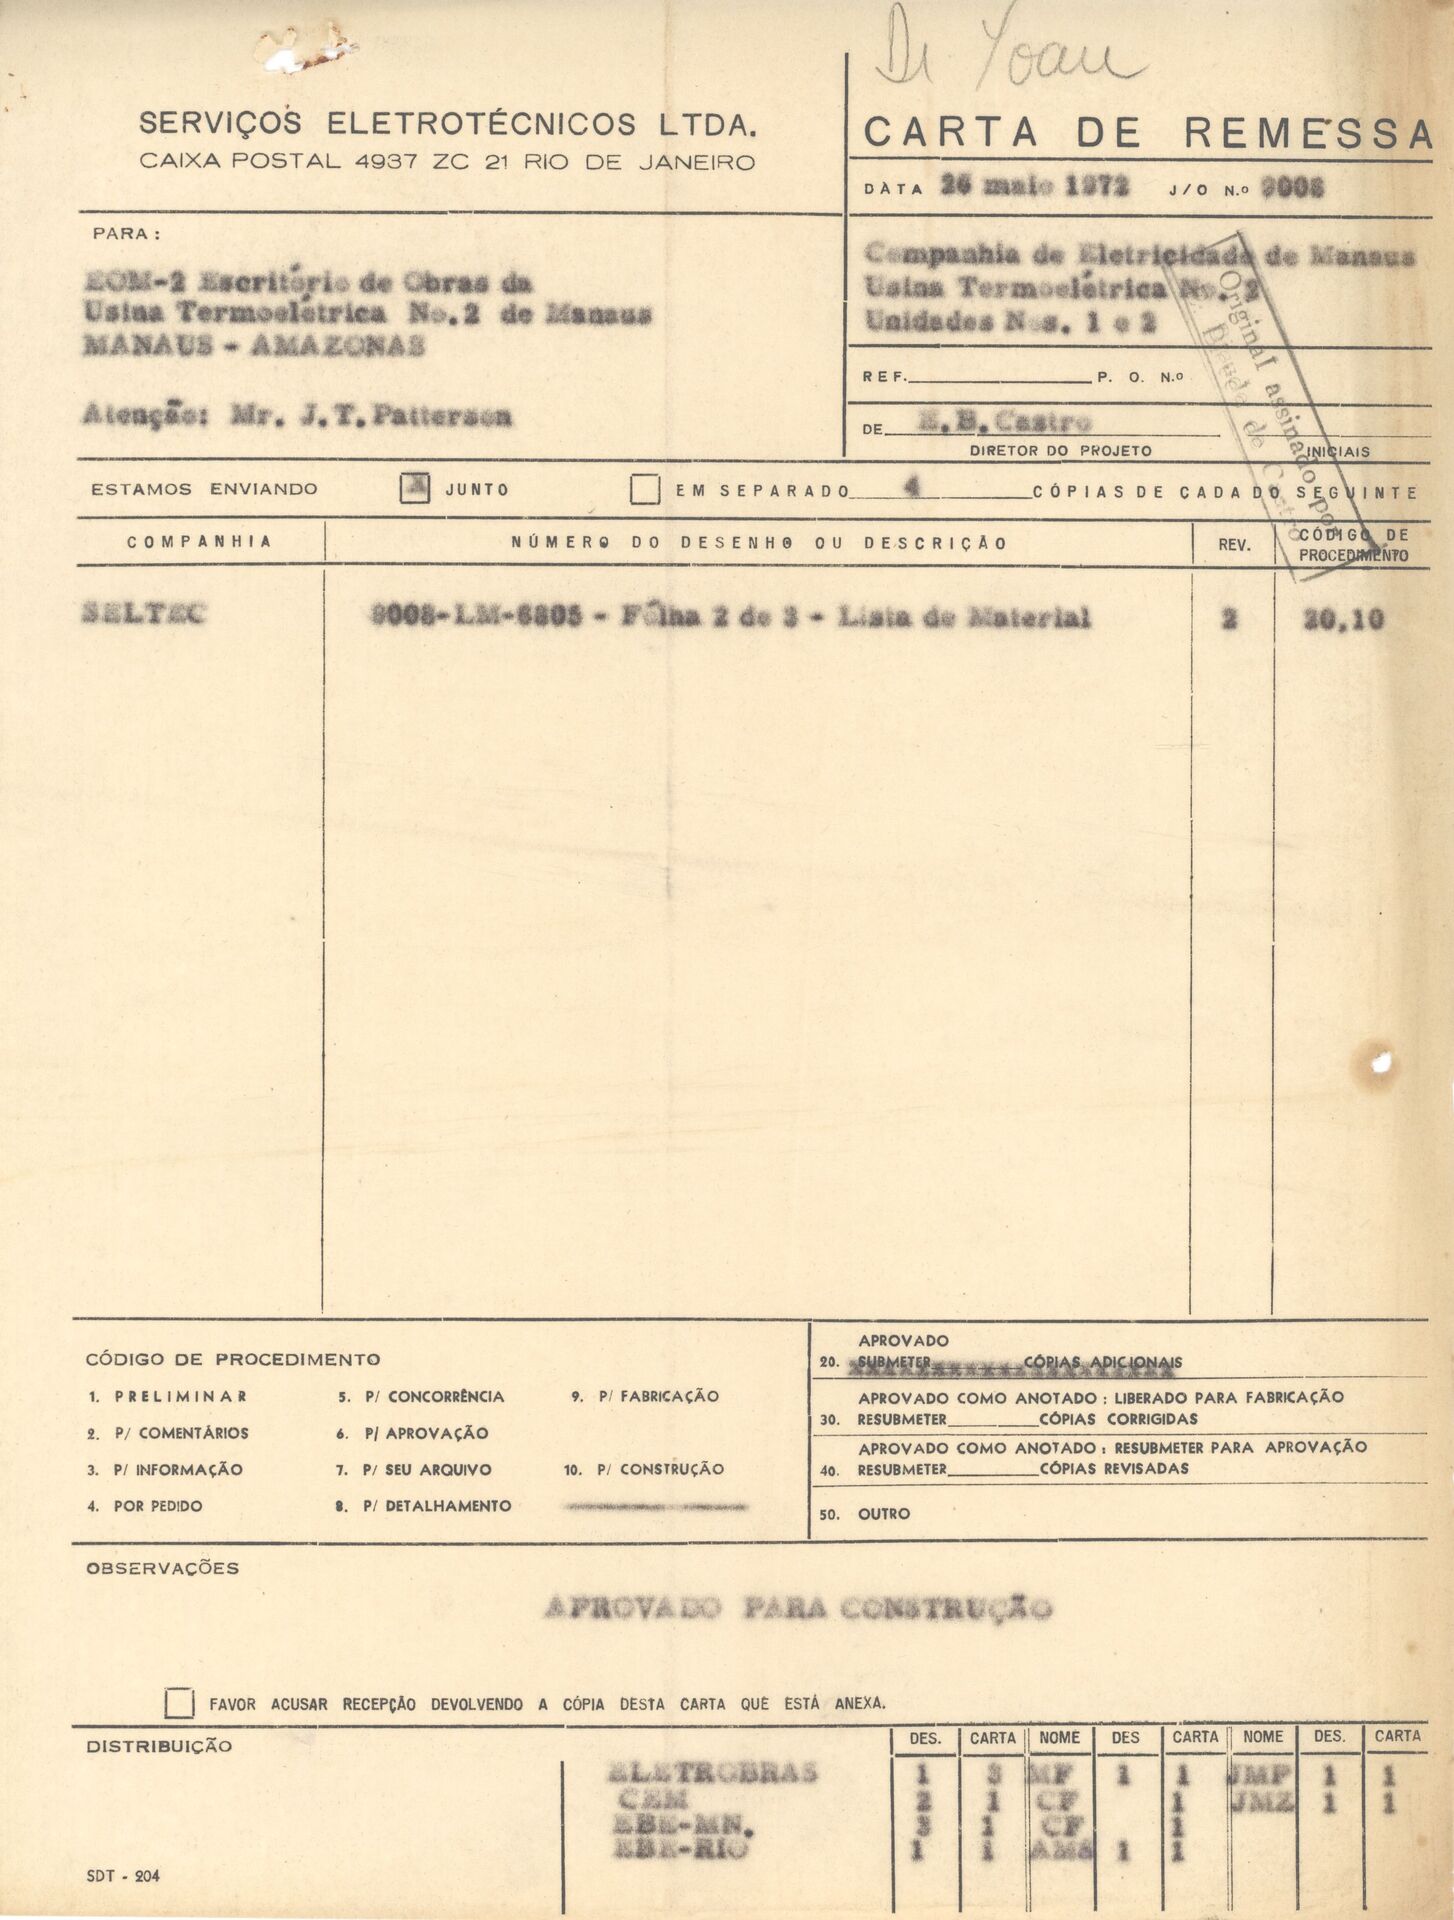 SERVIÇOS ELETROTÉCNICOS LTDA.
CAIXA POSTAL 4937 ZC 21 RIO DE JANEIRO
CARTA DE REMESSA
DATA 26 maio 1972 J/O N.º 9008
PARA:
EOM-2 Escritório de Obras da
Usina Termoelétrica No.2 de Manaus
MANAUS - AMAZONAS
Atenção: Mr. J.T.Patterson
Companhia de Eletricidade de Manaus
Usina Termoelétrica No. 2
Unidades Nos. 1 e 2
REF. P. O. N.º
DE E.B.Castro
DIRETOR DO PROJETO INICIAIS
Original assinado por
de Castro
ESTAMOS ENVIANDO X JUNTO EM SEPARADO 4 CÓPIAS DE CADA DO SEGUINTE
COMPANHIA NÚMERO DO DESENHO OU DESCRIÇÃO REV. CÓDIGO DE PROCEDIMENTO
SELTEC 9008-LM-6805 - Fôlha 2 de 3 - Lista de Material 2 20,10
CÓDIGO DE PROCEDIMENTO
1. PRELIMINAR 5. P/ CONCORRÊNCIA 9. P/ FABRICAÇÃO
2. P/ COMENTÁRIOS 6. P/ APROVAÇÃO
3. P/ INFORMAÇÃO 7. P/ SEU ARQUIVO 10. P/ CONSTRUÇÃO
4. POR PEDIDO 8. P/ DETALHAMENTO
APROVADO
20. SUBMETER CÓPIAS ADICIONAIS
APROVADO COMO ANOTADO: LIBERADO PARA FABRICAÇÃO
30. RESUBMETER CÓPIAS CORRIGIDAS
APROVADO COMO ANOTADO: RESUBMETER PARA APROVAÇÃO
40. RESUBMETER CÓPIAS REVISADAS
50. OUTRO
OBSERVAÇÕES
APROVADO PARA CONSTRUÇÃO
FAVOR ACUSAR RECEPÇÃO DEVOLVENDO A CÓPIA DESTA CARTA QUE ESTÁ ANEXA.
DISTRIBUIÇÃO DES. CARTA NOME DES CARTA NOME DES. CARTA
ELETROBRAS 1 3 MF 1 1 JMP 1 1
CEM 2 1 CF 1 JMZ 1 1
EBE-MN. 3 1 CF 1
EBE-RIO 1 1 AMS 1 1
SDT - 204